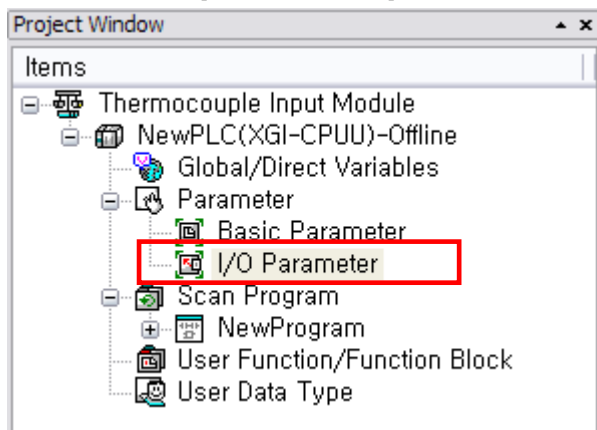 Project Window
Items
Thermocouple Input Module
NewPLC(XGI-CPUU)-Offline
Global/Direct Variables
Parameter
Basic Parameter
I/O Parameter
Scan Program
NewProgram
User Function/Function Block
User Data Type